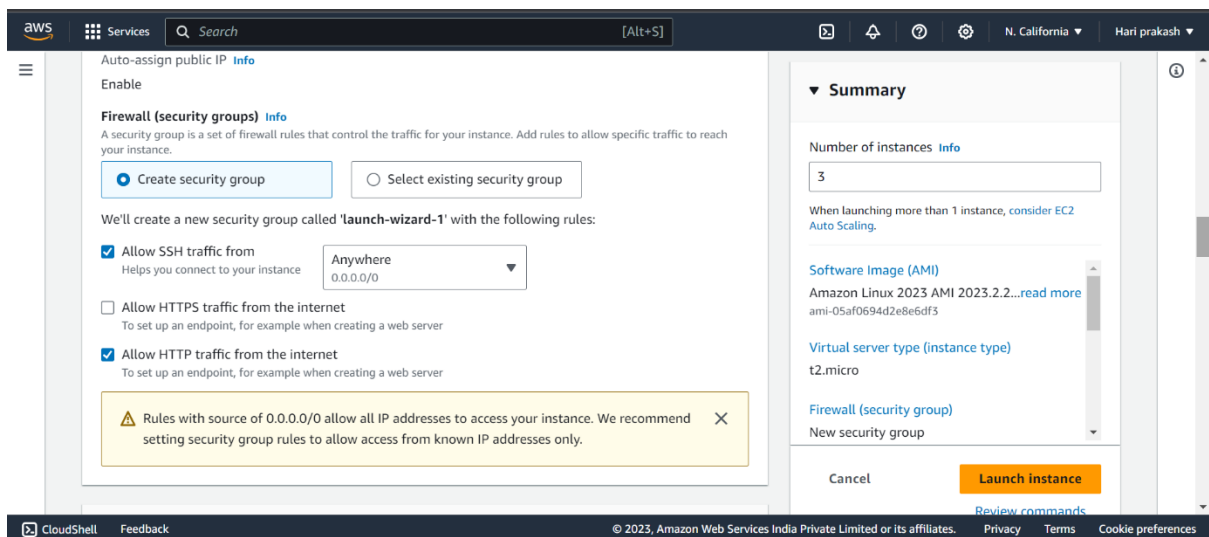 aws Services Search [Alt+S] N. California Hari prakash
Auto-assign public IP Info
Enable
Firewall (security groups) Info
A security group is a set of firewall rules that control the traffic for your instance. Add rules to allow specific traffic to reach
your instance.
Create security group
Select existing security group
We'll create a new security group called 'launch-wizard-1' with the following rules:
Allow SSH traffic from
Helps you connect to your instance
Anywhere
0.0.0.0/0
Allow HTTPS traffic from the internet
To set up an endpoint, for example when creating a web server
Allow HTTP traffic from the internet
To set up an endpoint, for example when creating a web server
Rules with source of 0.0.0.0/0 allow all IP addresses to access your instance. We recommend
setting security group rules to allow access from known IP addresses only.
Summary
Number of instances Info
3
When launching more than 1 instance, consider EC2
Auto Scaling.
Software Image (AMI)
Amazon Linux 2023 AMI 2023.2.2...read more
ami-05af0694d2e8e6df3
Virtual server type (instance type)
t2.micro
Firewall (security group)
New security group
Cancel
Launch instance
Review commands
CloudShell Feedback © 2023, Amazon Web Services India Private Limited or its affiliates. Privacy Terms Cookie preferences